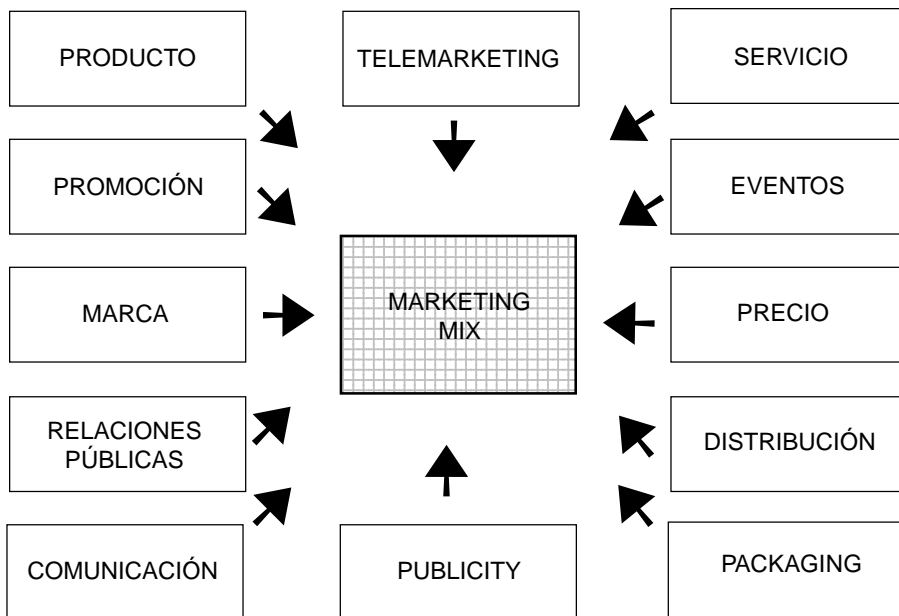 PRODUCTO
TELEMARKETING
SERVICIO
PROMOCIÓN
EVENTOS
MARCA
MARKETING
MIX
PRECIO
RELACIONES
PÚBLICAS
DISTRIBUCIÓN
COMUNICACIÓN
PUBLICITY
PACKAGING